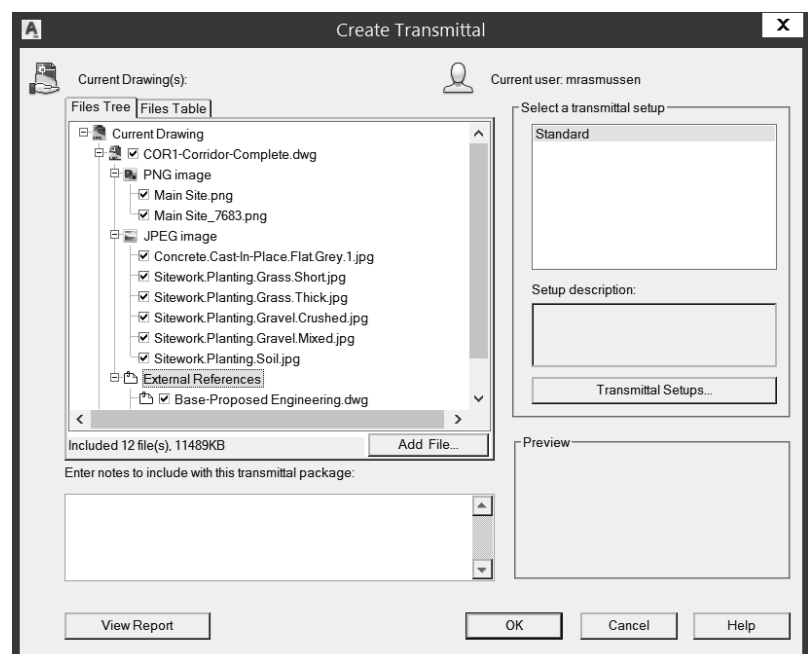 Create Transmittal
X
Current Drawing(s):
Current user: mrasmussen
Files Tree
Files Table
Current Drawing
COR1-Corridor-Complete.dwg
PNG image
Main Site.png
Main Site_7683.png
JPEG image
Concrete.Cast-In-Place.Flat.Grey.1.jpg
Sitework.Planting.Grass.Short.jpg
Sitework.Planting.Grass.Thick.jpg
Sitework.Planting.Gravel.Crushed.jpg
Sitework.Planting.Gravel.Mixed.jpg
Sitework.Planting.Soil.jpg
External References
Base-Proposed Engineering.dwg
Included 12 file(s), 11489KB
Add File...
Enter notes to include with this transmittal package:
Select a transmittal setup
Standard
Setup description:
Transmittal Setups...
Preview
View Report
OK
Cancel
Help